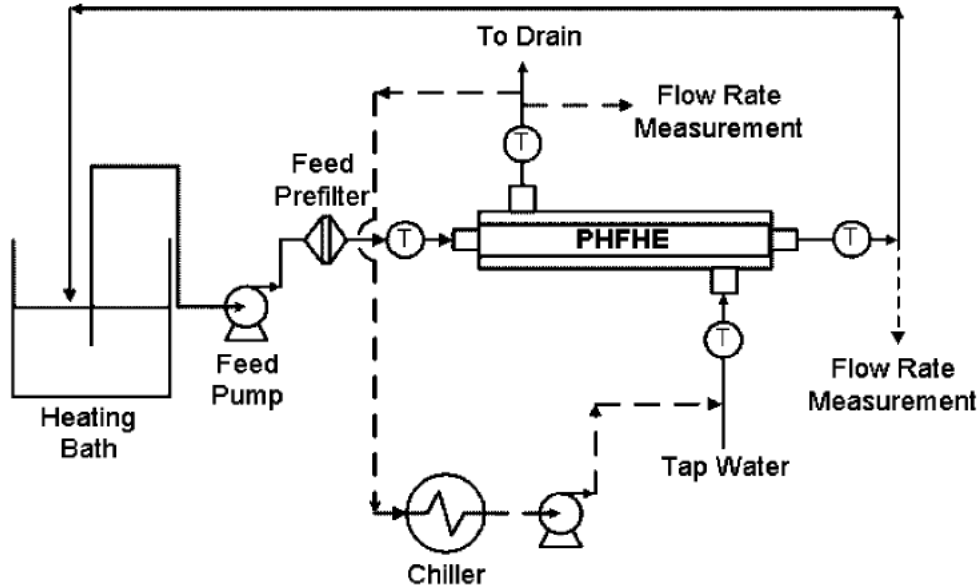 To Drain
Flow Rate
Measurement
T
Feed
Prefilter
T
PHFHE
T
T
Feed
Pump
Flow Rate
Measurement
Heating
Bath
Tap Water
Chiller